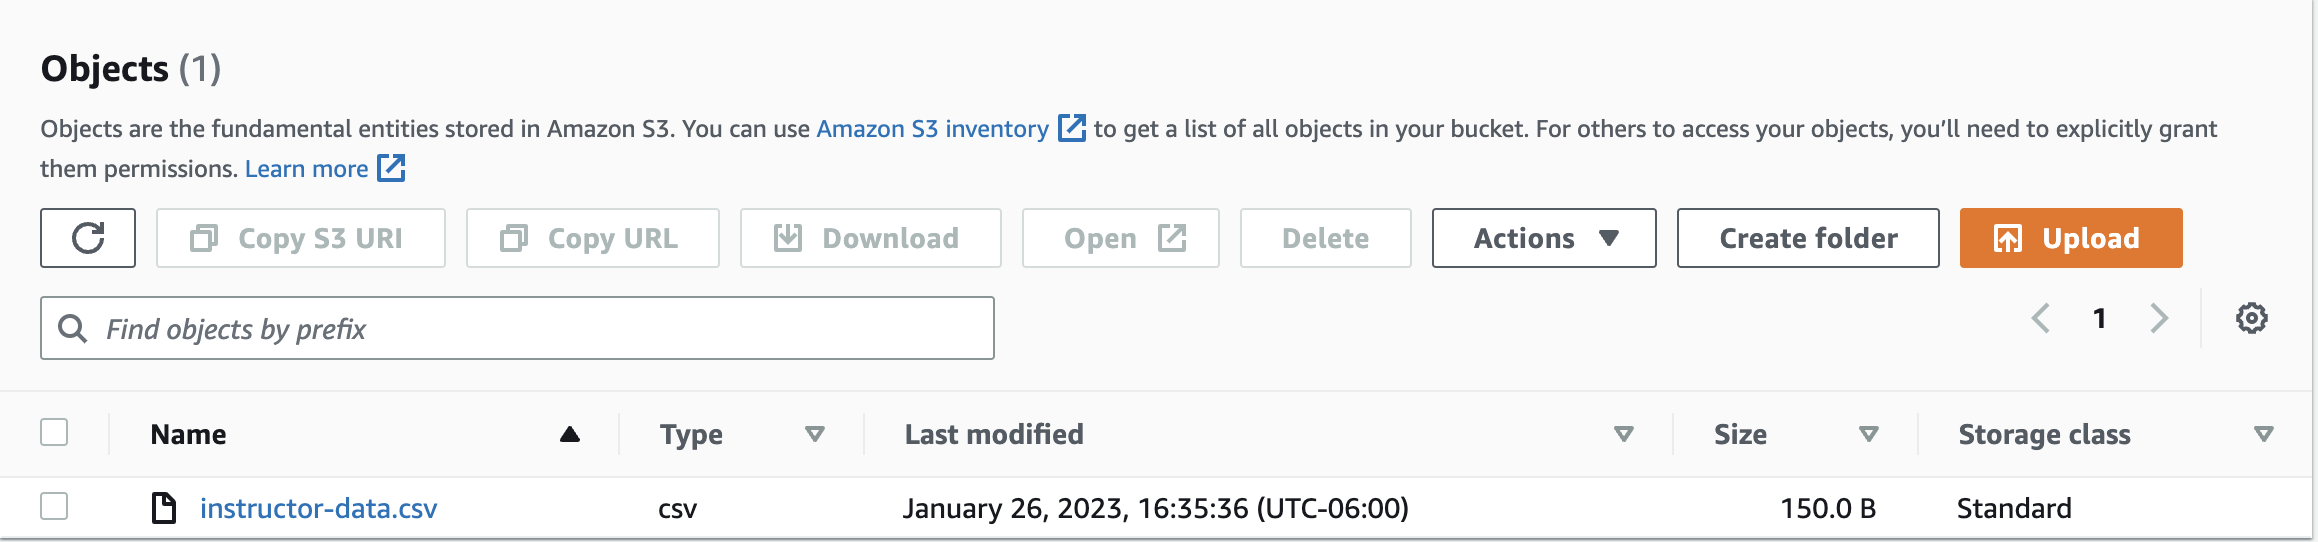 Objects (1)
Objects are the fundamental entities stored in Amazon S3. You can use Amazon S3 inventory to get a list of all objects in your bucket. For others to access your objects, you’ll need to explicitly grant
them permissions. Learn more
Copy S3 URI Copy URL Download Open Delete Actions Create folder Upload
Find objects by prefix 1
Name Type Last modified Size Storage class
instructor-data.csv csv January 26, 2023, 16:35:36 (UTC-06:00) 150.0 B Standard